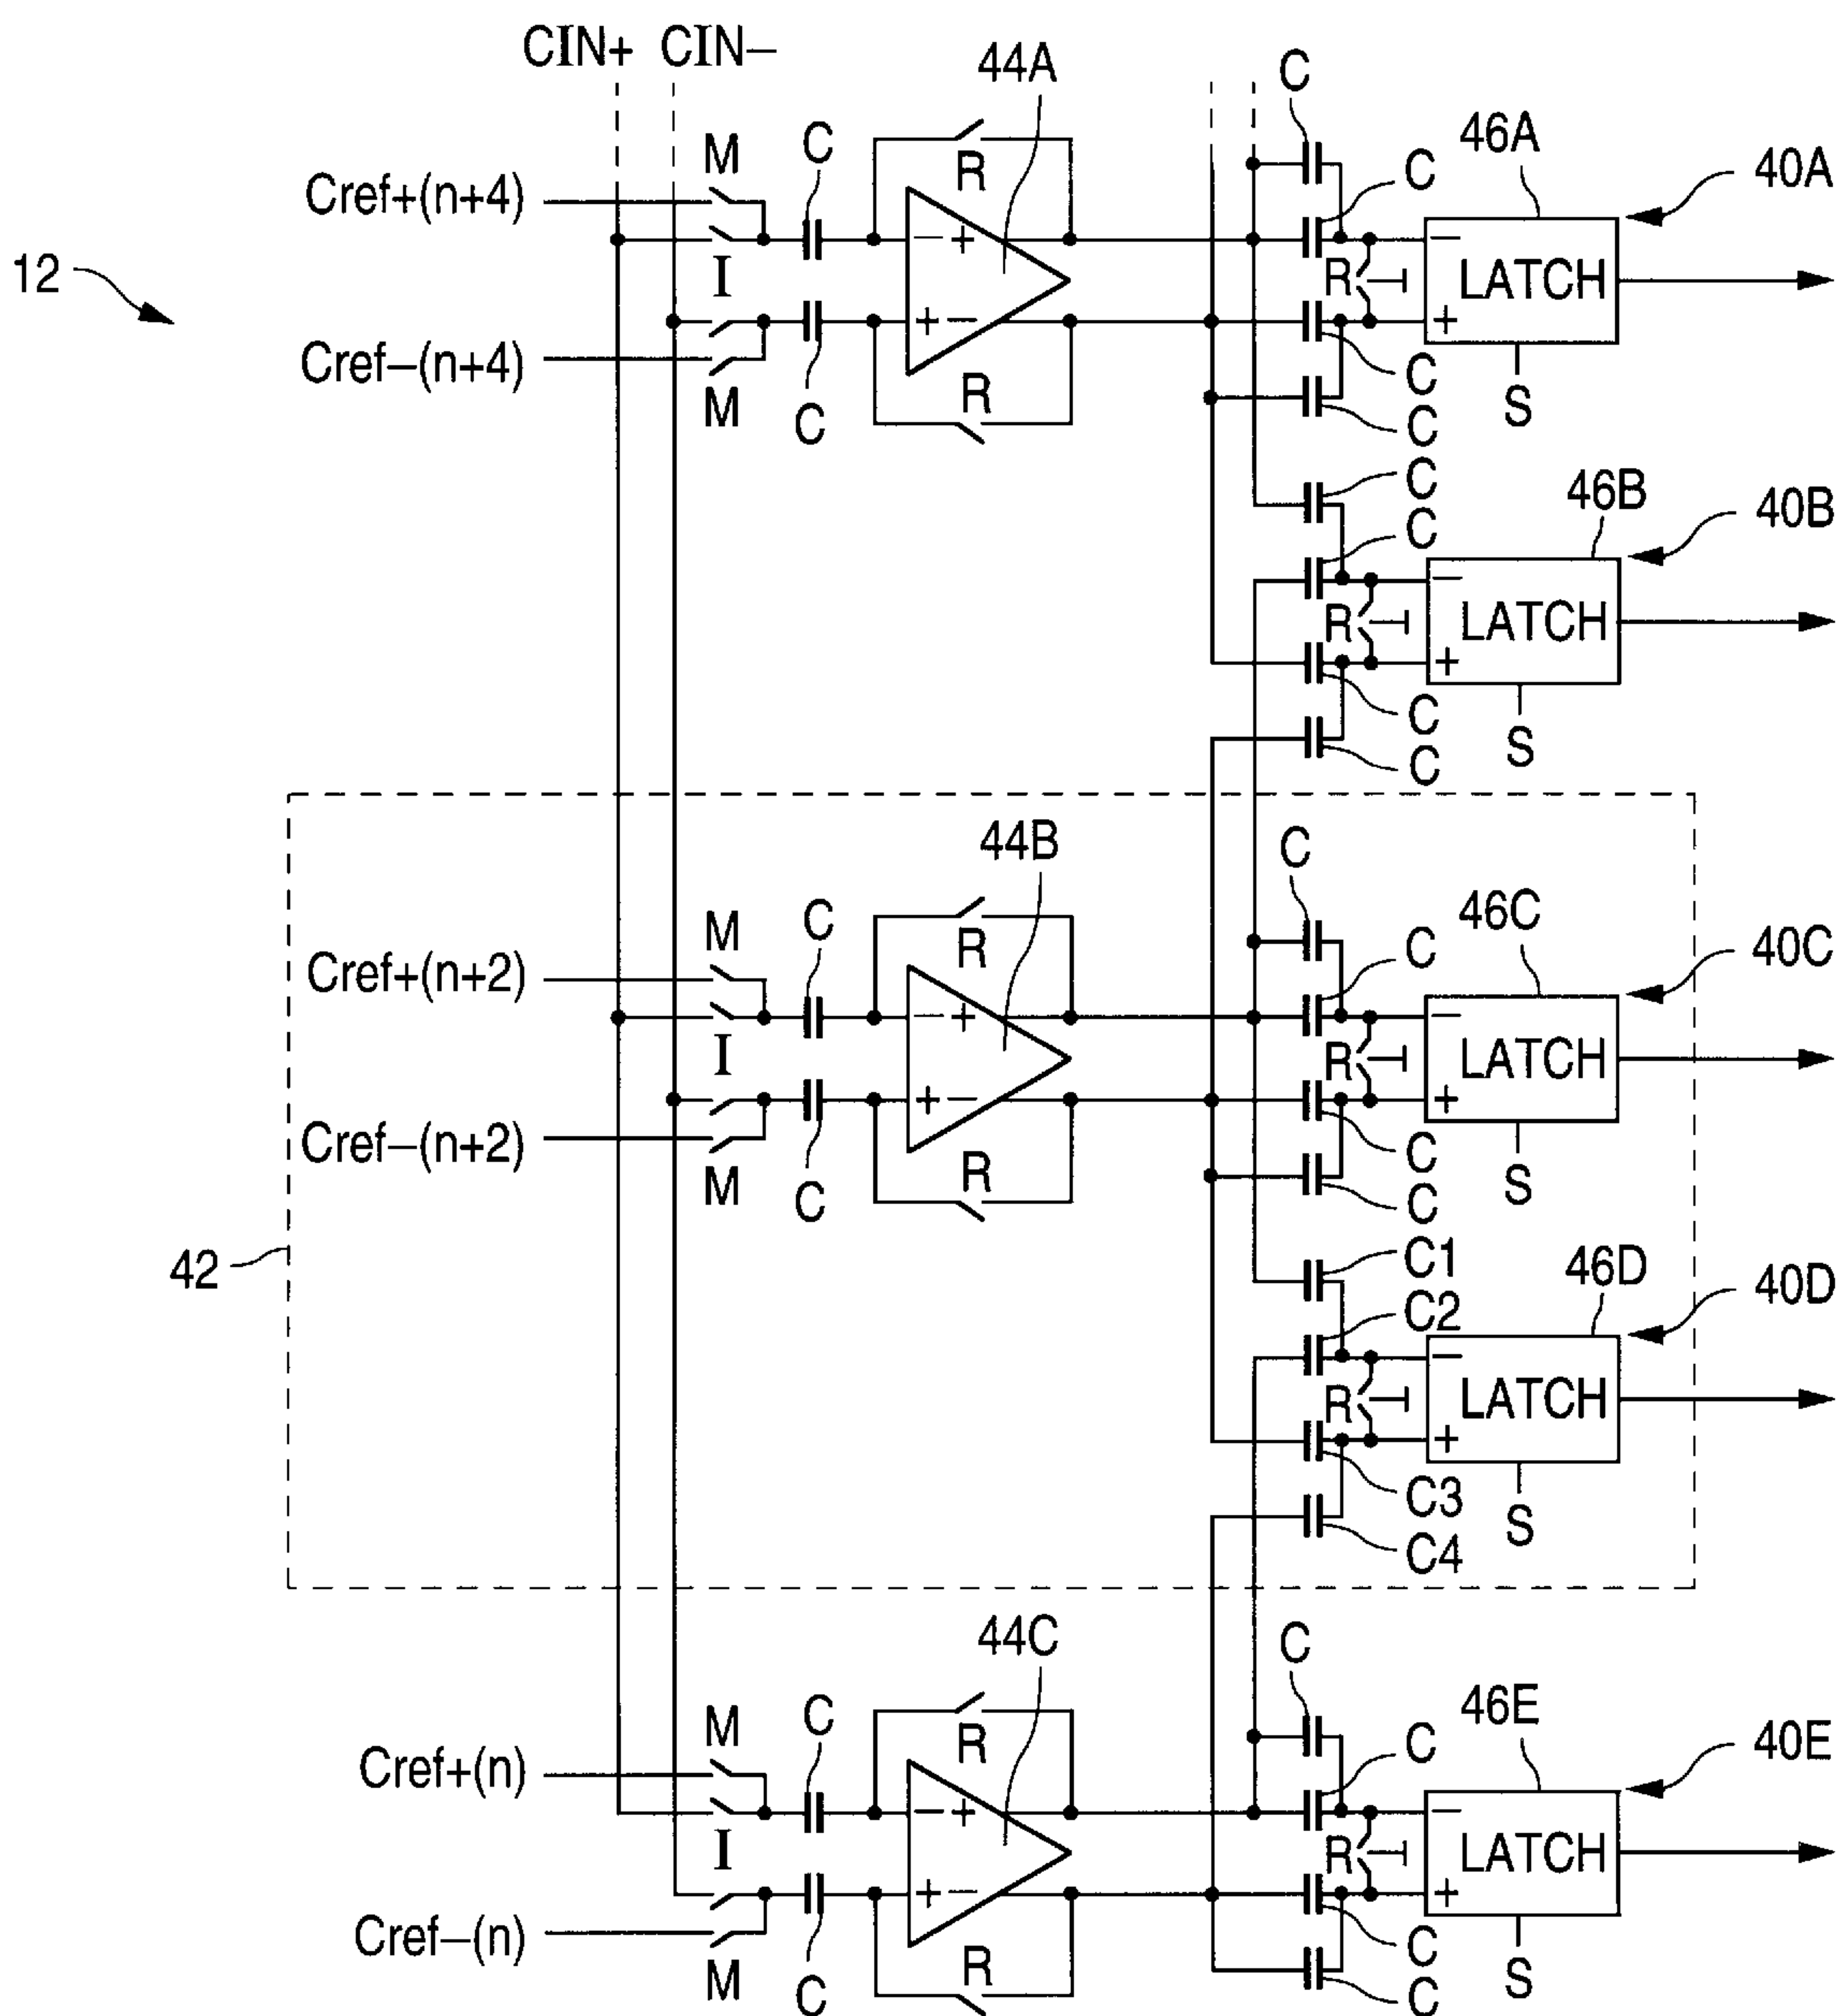 CIN+ CIN−
44A
C
46A
40A
M
C
R
C
Cref+(n+4)
− +
−
LATCH
R
12
I
+ −
+
Cref−(n+4)
M
C
R
C
C
S
C
C
46B
40B
−
LATCH
R
+
C
C
S
44B
C
46C
40C
M
C
R
C
Cref+(n+2)
− +
−
LATCH
R
I
+ −
+
Cref−(n+2)
M
C
R
C
C
S
42
C1
C2
46D
40D
−
LATCH
R
+
C3
C4
S
44C
C
46E
40E
M
C
R
C
Cref+(n)
− +
−
LATCH
R
I
+ −
+
Cref−(n)
M
C
R
C
C
S